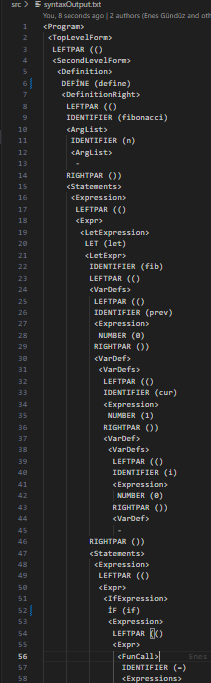 src > syntaxOutput.txt
You, 8 seconds ago | 2 authors (Enes Gündüz and oth
1 <Program>
2 <TopLevelForm>
3 LEFTPAR (()
4 <SecondLevelForm>
5 <Definition>
6 DEFİNE (define)
7 <DefinitionRight>
8 LEFTPAR (()
9 IDENTIFIER (fibonacci)
10 <ArgList>
11 IDENTIFIER (n)
12 <ArgList>
13 -
14 RIGHTPAR ())
15 <Statements>
16 <Expression>
17 LEFTPAR (()
18 <Expr>
19 <LetExpression>
20 LET (let)
21 <LetExpr>
22 IDENTIFIER (fib)
23 LEFTPAR (()
24 <VarDefs>
25 LEFTPAR (()
26 IDENTIFIER (prev)
27 <Expression>
28 NUMBER (0)
29 RIGHTPAR ())
30 <VarDef>
31 <VarDefs>
32 LEFTPAR (()
33 IDENTIFIER (cur)
34 <Expression>
35 NUMBER (1)
36 RIGHTPAR ())
37 <VarDef>
38 <VarDefs>
39 LEFTPAR (()
40 IDENTIFIER (i)
41 <Expression>
42 NUMBER (0)
43 RIGHTPAR ())
44 <VarDef>
45 -
46 RIGHTPAR ())
47 <Statements>
48 <Expression>
49 LEFTPAR (()
50 <Expr>
51 <IfExpression>
52 İF (if)
53 <Expression>
54 LEFTPAR (()
55 <Expr>
56 <FunCall> Enes
57 IDENTIFIER (=)
58 <Expressions>